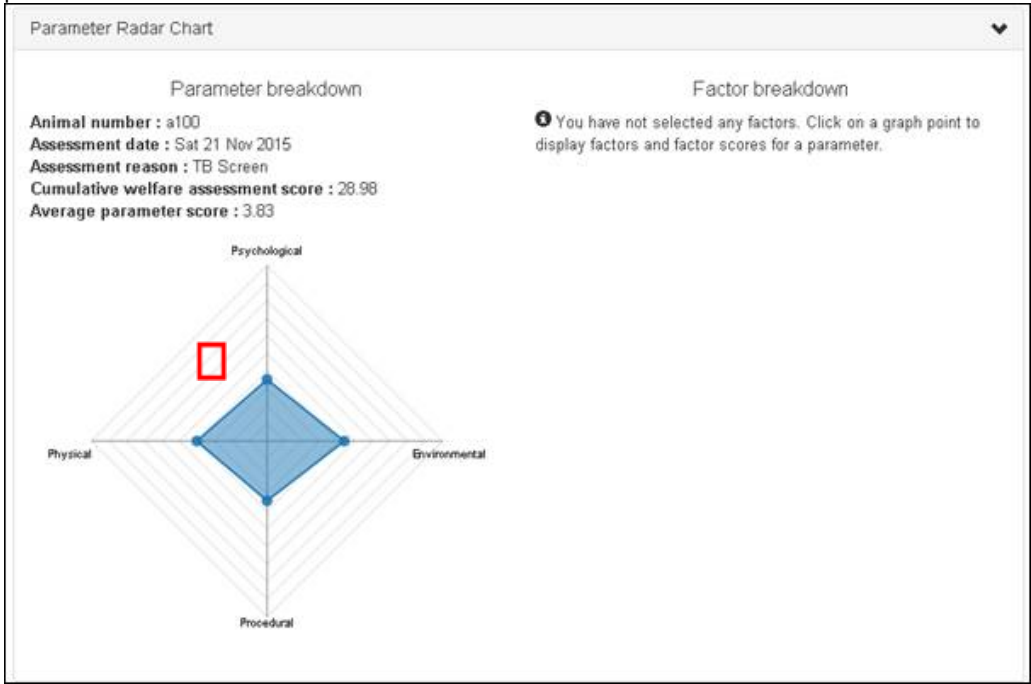 Parameter Radar Chart
Parameter breakdown
Animal number : a100
Assessment date : Sat 21 Nov 2015
Assessment reason : TB Screen
Cumulative welfare assessment score : 28.98
Average parameter score : 3.83
Psychological
Physical
Environmental
Procedural
Factor breakdown
You have not selected any factors. Click on a graph point to
display factors and factor scores for a parameter.